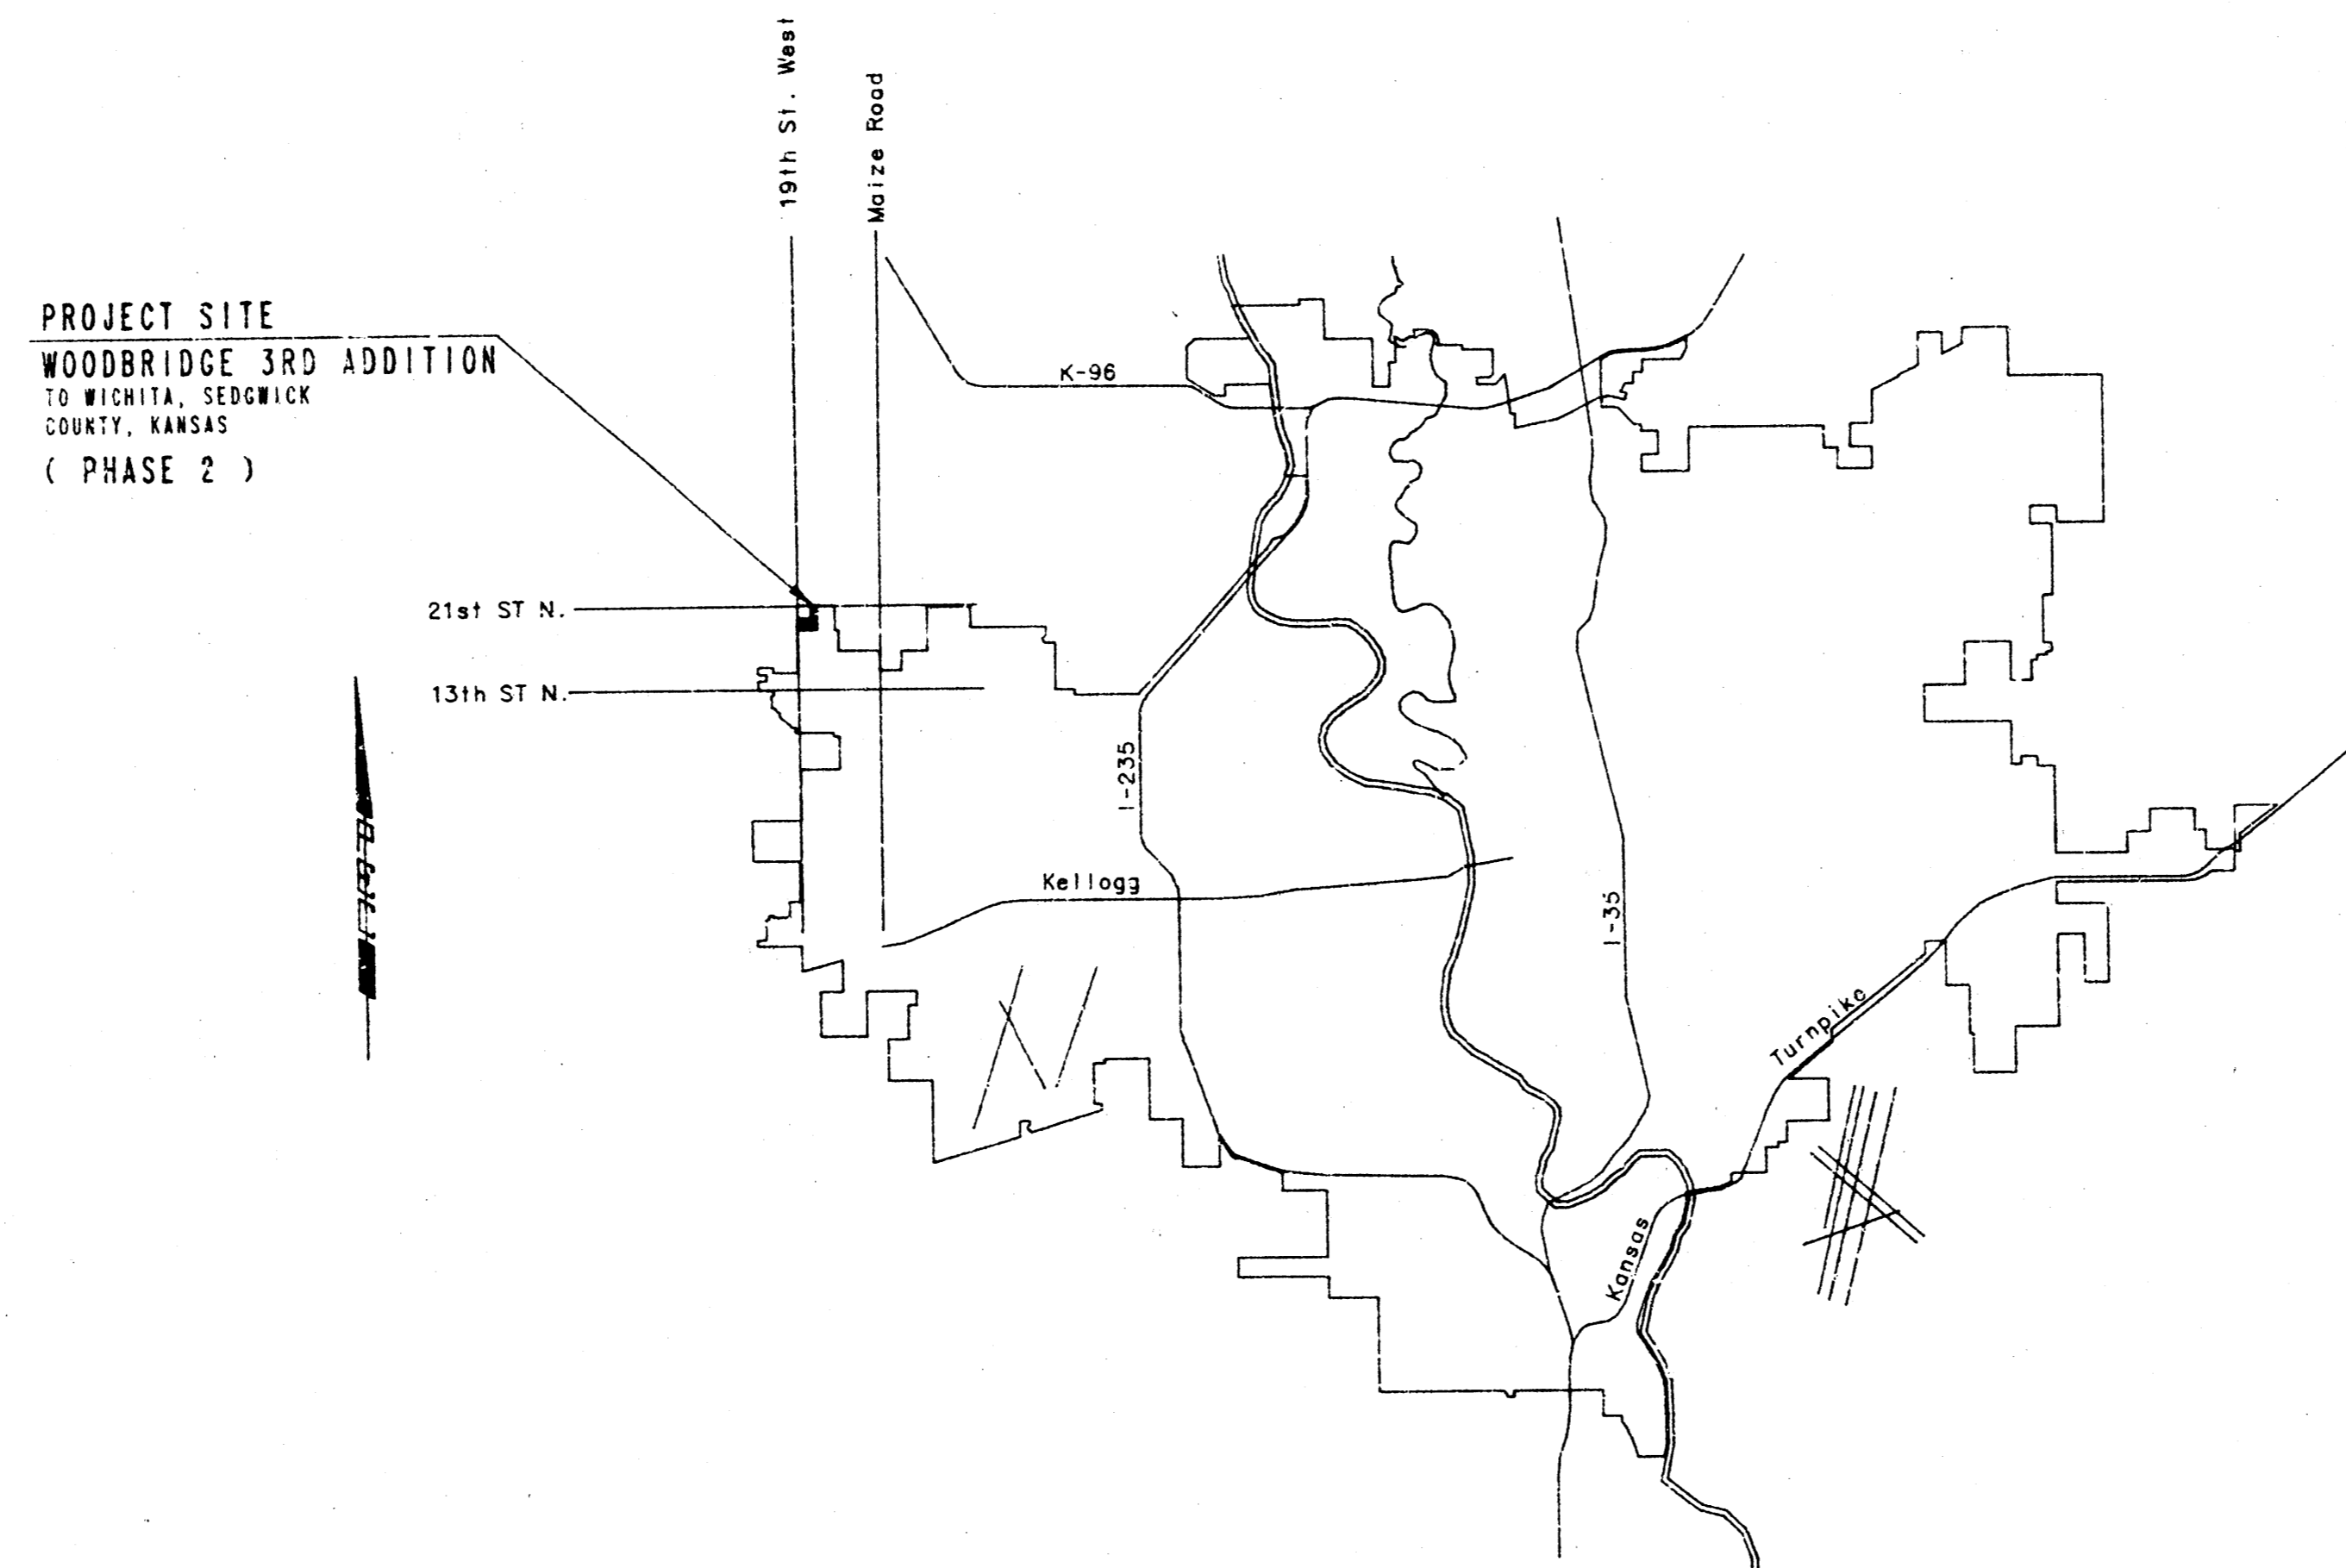 19th St. West
Maize Road
PROJECT SITE
WOODBRIDGE 3RD ADDITION
TO WICHITA, SEDGWICK
COUNTY, KANSAS
( PHASE 2 )
K-96
21st ST N.
13th ST N.
I-235
Kellogg
I-35
Turnpike
Kansas